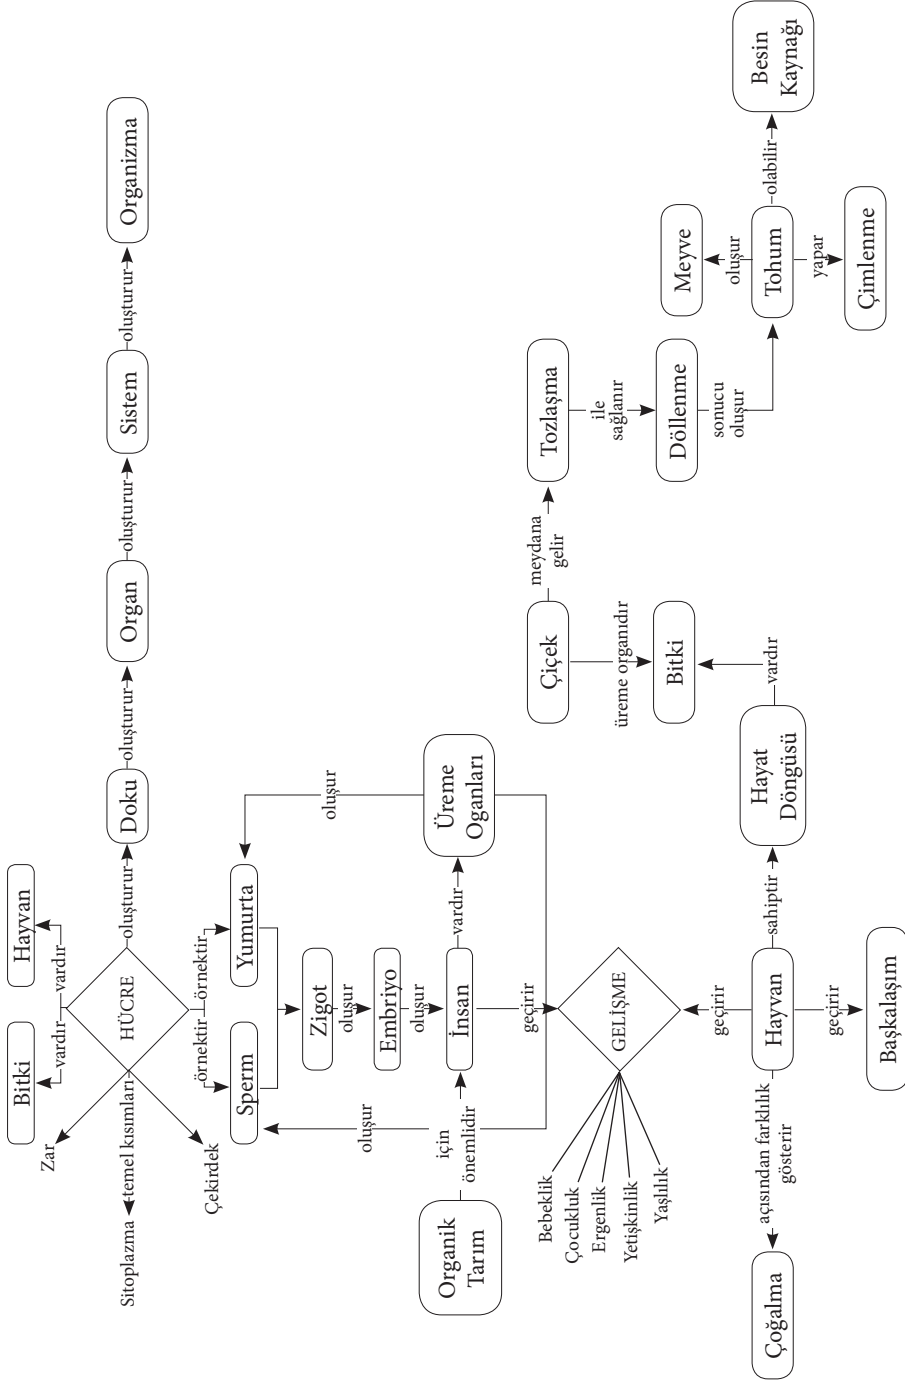 Bitki
Hayvan
vardır
vardır
HÜCRE
Zar
temel kısımları
Sitoplazma
Çekirdek
oluşturur
Doku
oluşturur
Organ
oluşturur
Sistem
oluşturur
Organizma
örnektir
örnektir
Sperm
Yumurta
Zigot
oluşur
Embriyo
oluşur
İnsan
vardır
Üreme
Oganları
oluşur
oluşur
Organik
Tarım
için
önemlidir
geçirir
GELİŞME
Bebeklik
Çocukluk
Ergenlik
Yetişkinlik
Yaşlılık
geçirir
Hayvan
geçirir
Başkalaşım
açısından farklılık
gösterir
Çoğalma
sahiptir
Hayat
Döngüsü
vardır
Bitki
üreme organıdır
Çiçek
meydana
gelir
Tozlaşma
ile
sağlanır
Döllenme
sonucu
oluşur
Tohum
oluşur
Meyve
yapar
Çimlenme
olabilir
Besin
Kaynağı